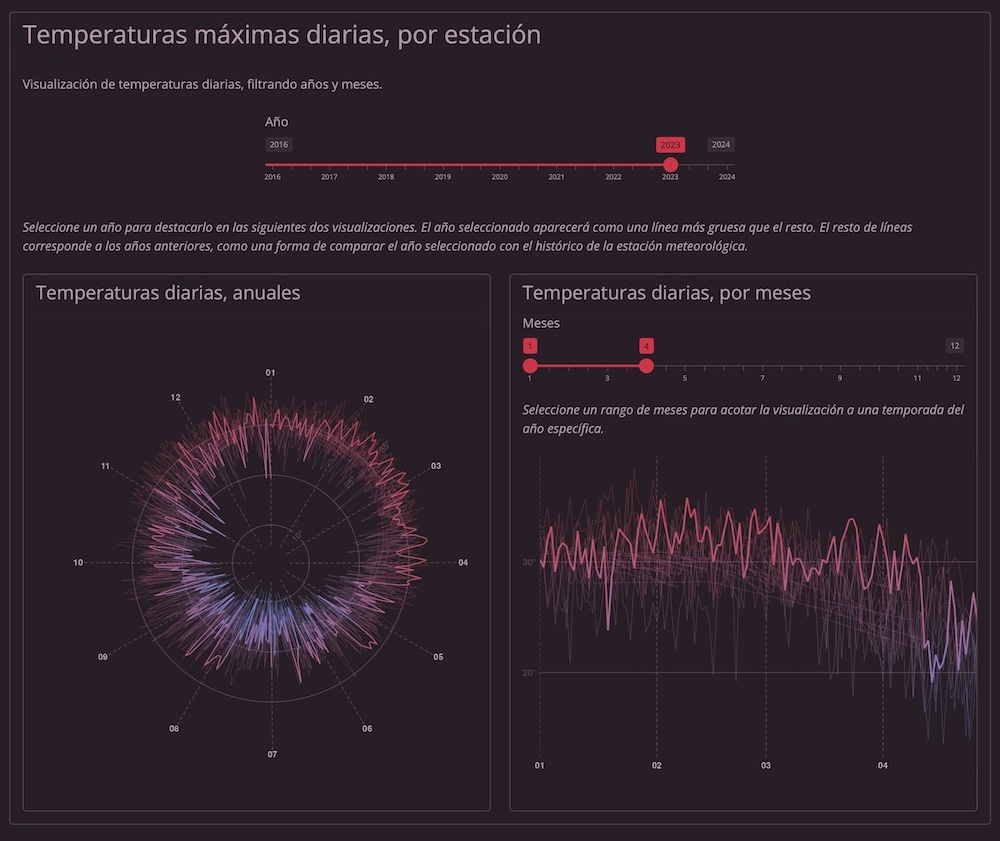 Temperaturas máximas diarias, por estación
Visualización de temperaturas diarias, filtrando años y meses.
Año
2016 2023 2024
2016 2017 2018 2019 2020 2021 2022 2023 2024
Seleccione un año para destacarlo en las siguientes dos visualizaciones. El año seleccionado aparecerá como una línea más gruesa que el resto. El resto de líneas
corresponde a los años anteriores, como una forma de comparar el año seleccionado con el histórico de la estación meteorológica.
Temperaturas diarias, anuales
01
02
03
04
05
06
07
08
09
10
11
12
Temperaturas diarias, por meses
Meses
1 4 12
1 3 5 7 9 11 12
Seleccione un rango de meses para acotar la visualización a una temporada del
año específica.
30°
20°
01 02 03 04